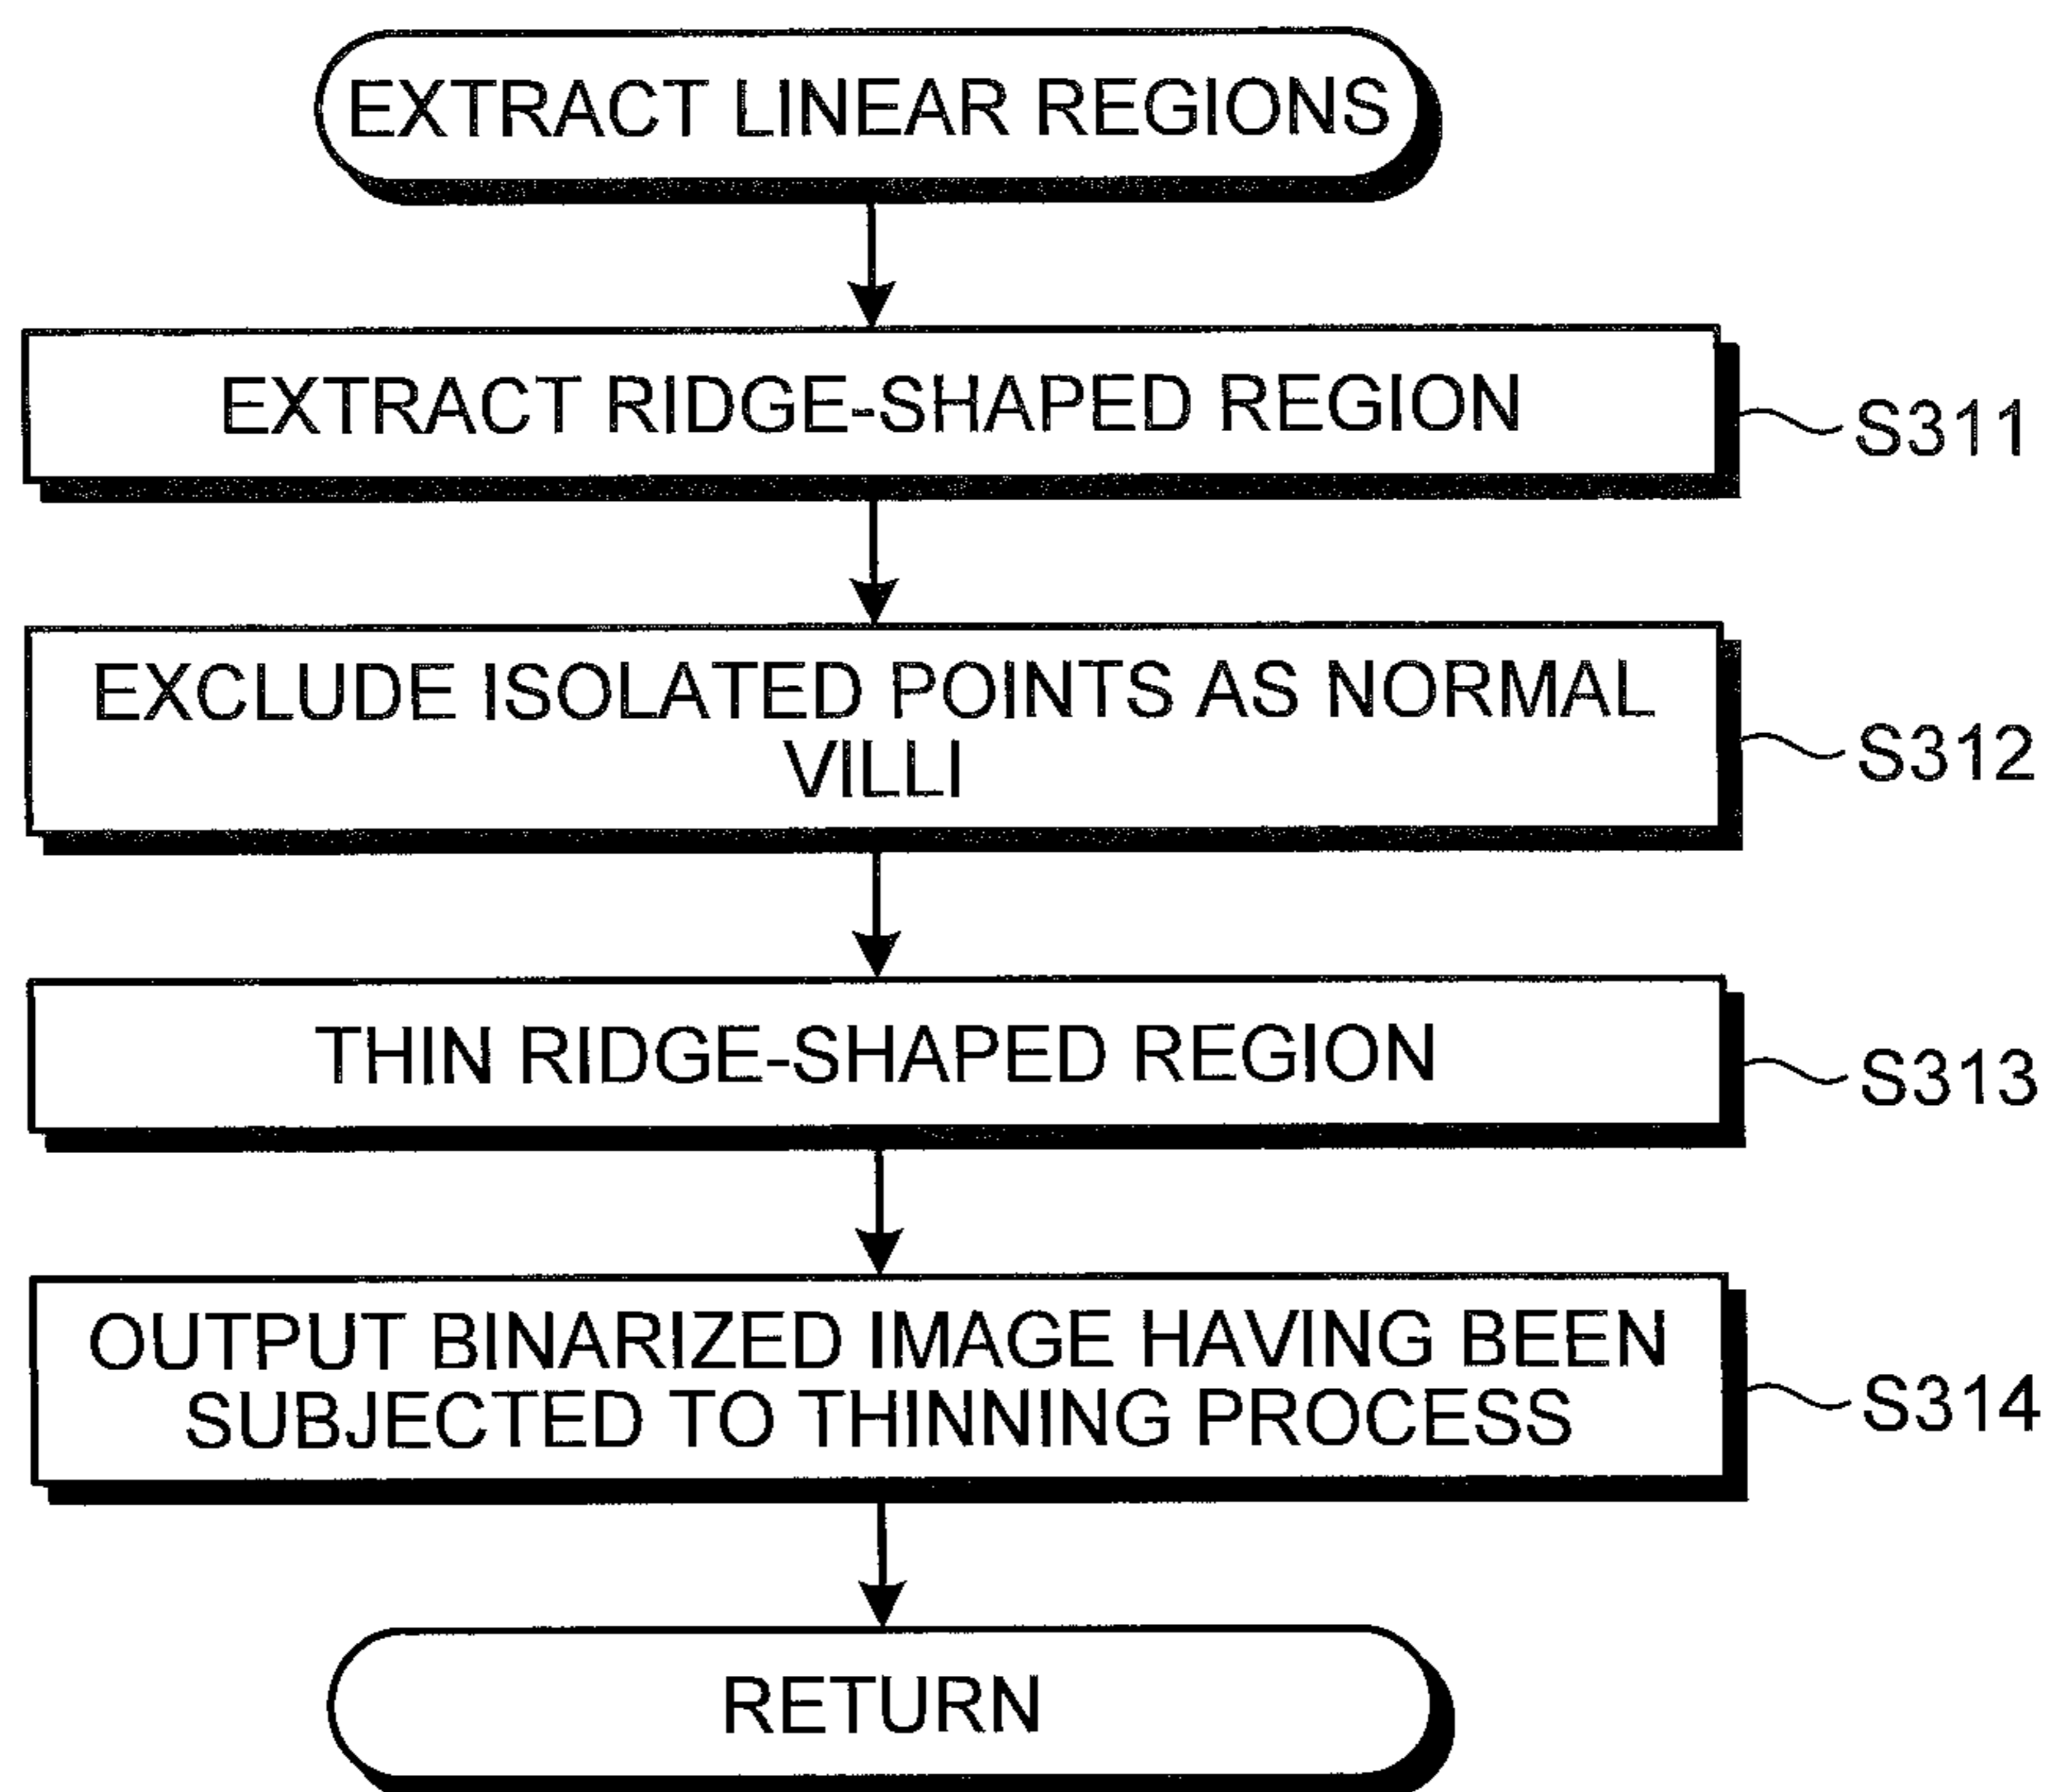 EXTRACT LINEAR REGIONS
EXTRACT RIDGE-SHAPED REGION
S311
EXCLUDE ISOLATED POINTS AS NORMAL
VILLI
S312
THIN RIDGE-SHAPED REGION
S313
OUTPUT BINARIZED IMAGE HAVING BEEN
SUBJECTED TO THINNING PROCESS
S314
RETURN